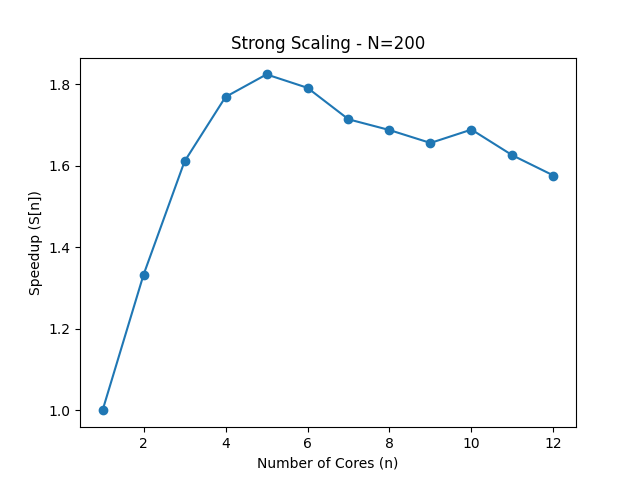 Strong Scaling - N=200
Speedup (S[n])
1.8
1.6
1.4
1.2
1.0
2 4 6 8 10 12
Number of Cores (n)